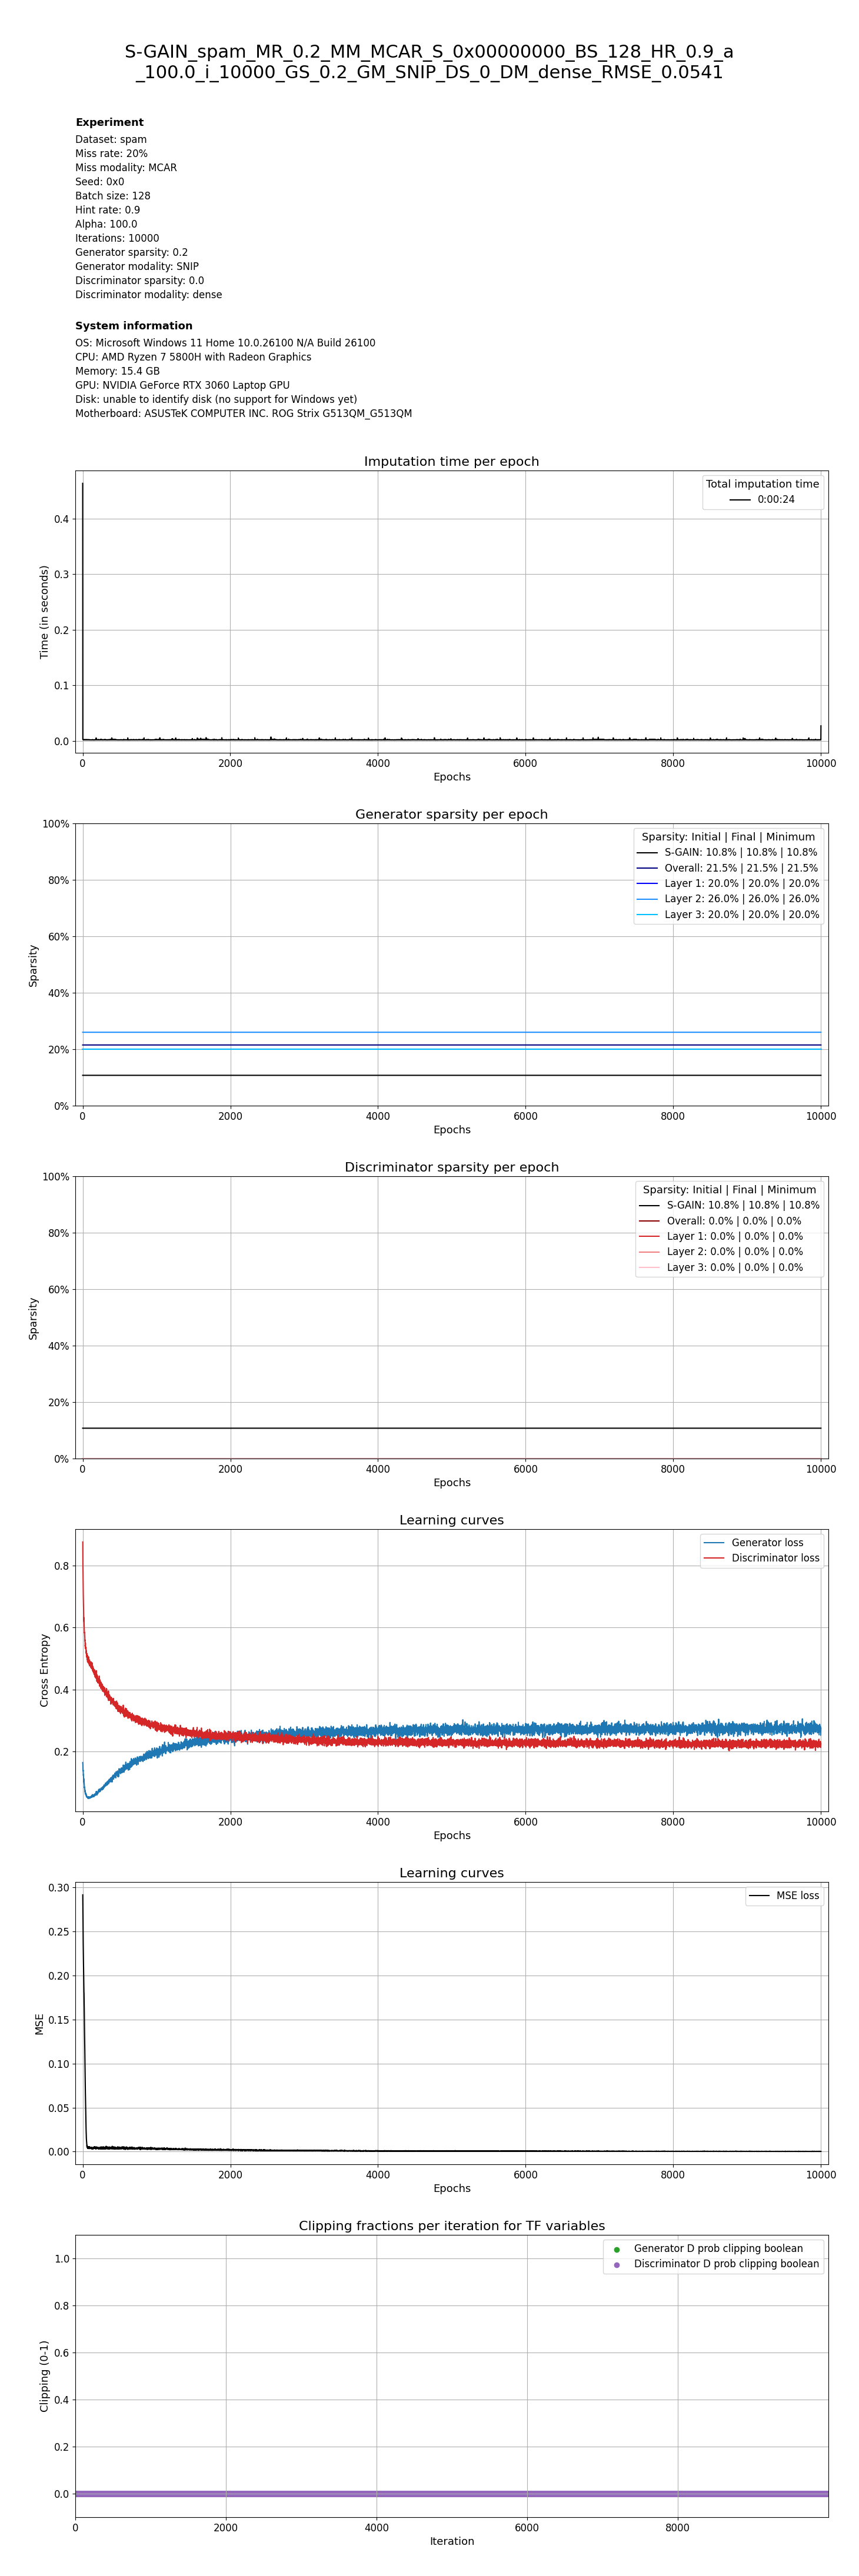 S-GAIN_spam_MR_0.2_MM_MCAR_S_0x00000000_BS_128_HR_0.9_a
_100.0_i_10000_GS_0.2_GM_SNIP_DS_0_DM_dense_RMSE_0.0541
Experiment
Dataset: spam
Miss rate: 20%
Miss modality: MCAR
Seed: 0x0
Batch size: 128
Hint rate: 0.9
Alpha: 100.0
Iterations: 10000
Generator sparsity: 0.2
Generator modality: SNIP
Discriminator sparsity: 0.0
Discriminator modality: dense
System information
OS: Microsoft Windows 11 Home 10.0.26100 N/A Build 26100
CPU: AMD Ryzen 7 5800H with Radeon Graphics
Memory: 15.4 GB
GPU: NVIDIA GeForce RTX 3060 Laptop GPU
Disk: unable to identify disk (no support for Windows yet)
Motherboard: ASUSTeK COMPUTER INC. ROG Strix G513QM_G513QM
Imputation time per epoch
Total imputation time
0:00:24
0.4
0.3
0.2
0.1
0.0
Time (in seconds)
0 2000 4000 6000 8000 10000
Epochs
Generator sparsity per epoch
Sparsity: Initial | Final | Minimum
S-GAIN: 10.8% | 10.8% | 10.8%
Overall: 21.5% | 21.5% | 21.5%
Layer 1: 20.0% | 20.0% | 20.0%
Layer 2: 26.0% | 26.0% | 26.0%
Layer 3: 20.0% | 20.0% | 20.0%
100%
80%
60%
40%
20%
0%
Sparsity
0 2000 4000 6000 8000 10000
Epochs
Discriminator sparsity per epoch
Sparsity: Initial | Final | Minimum
S-GAIN: 10.8% | 10.8% | 10.8%
Overall: 0.0% | 0.0% | 0.0%
Layer 1: 0.0% | 0.0% | 0.0%
Layer 2: 0.0% | 0.0% | 0.0%
Layer 3: 0.0% | 0.0% | 0.0%
100%
80%
60%
40%
20%
0%
Sparsity
0 2000 4000 6000 8000 10000
Epochs
Learning curves
Generator loss
Discriminator loss
0.8
0.6
0.4
0.2
Cross Entropy
0 2000 4000 6000 8000 10000
Epochs
Learning curves
MSE loss
0.30
0.25
0.20
0.15
0.10
0.05
0.00
MSE
0 2000 4000 6000 8000 10000
Epochs
Clipping fractions per iteration for TF variables
Generator D prob clipping boolean
Discriminator D prob clipping boolean
1.0
0.8
0.6
0.4
0.2
0.0
Clipping (0-1)
0 2000 4000 6000 8000
Iteration